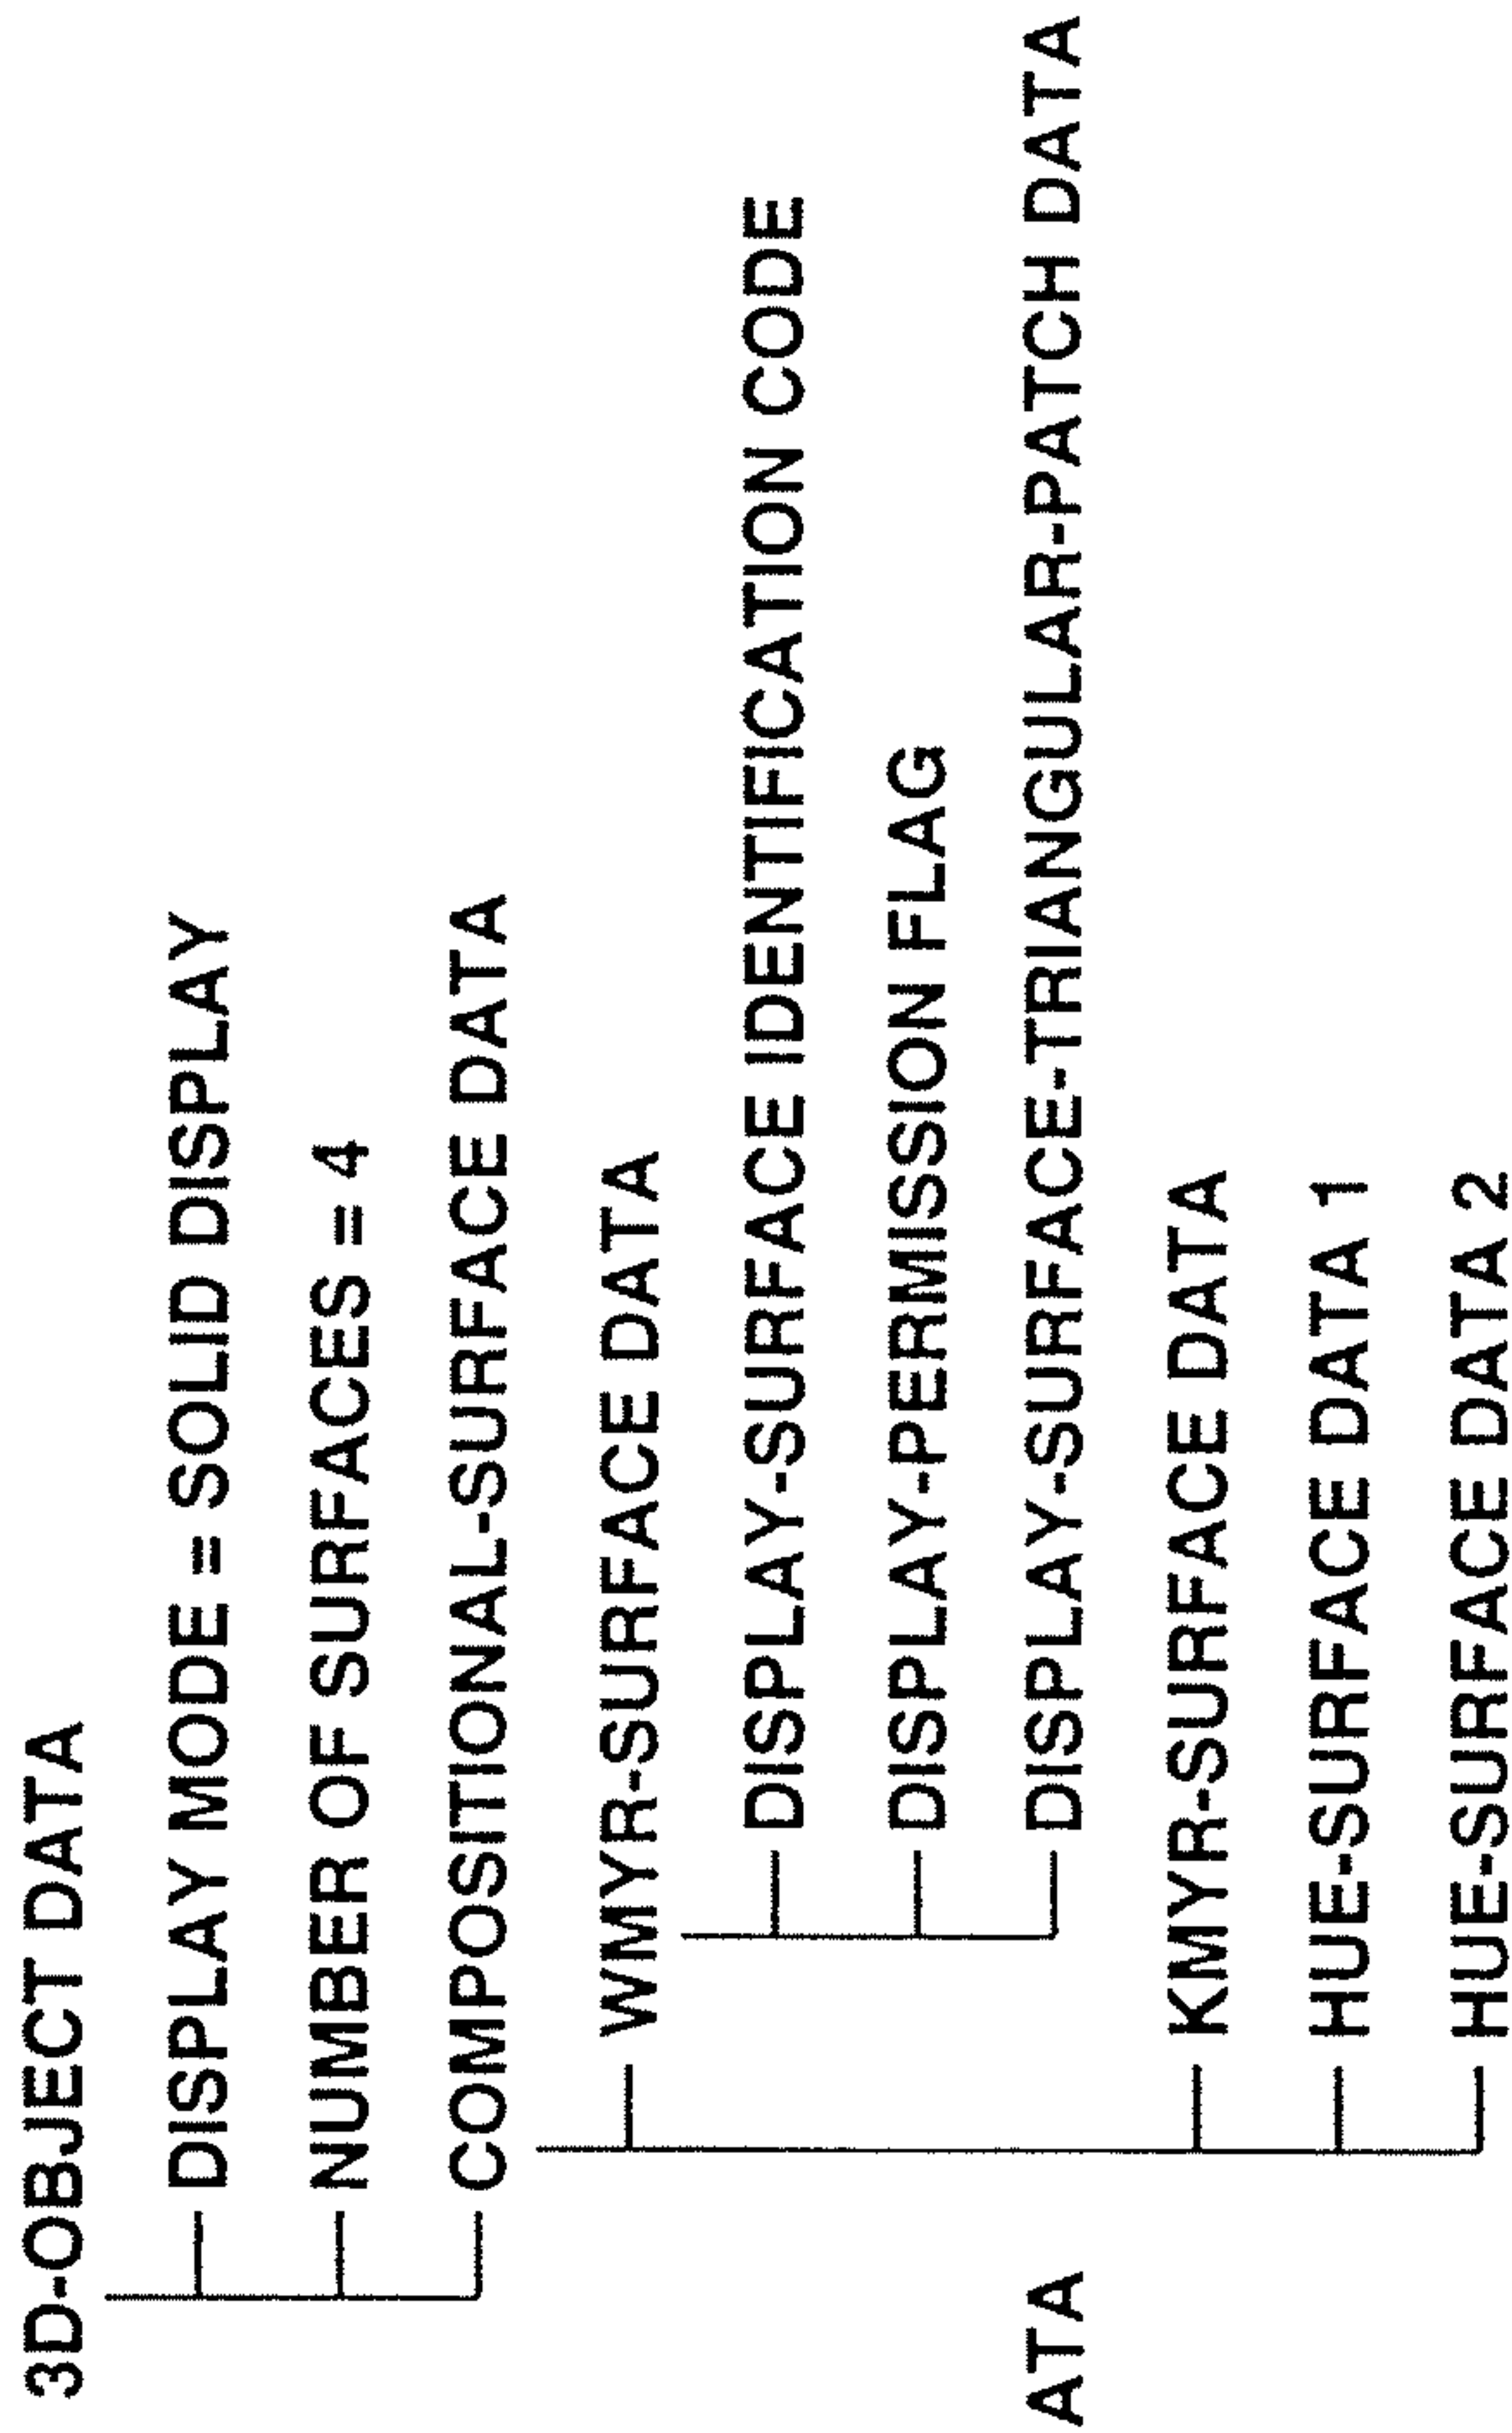 3D-OBJECT DATA
DISPLAY MODE = SOLID DISPLAY
NUMBER OF SURFACES = 4
COMPOSITIONAL-SURFACE DATA
WMYR-SURFACE DATA
DISPLAY-SURFACE IDENTIFICATION CODE
DISPLAY-PERMISSION FLAG
ATA
DISPLAY-SURFACE-TRIANGULAR-PATCH DATA
KMYR-SURFACE DATA
HUE-SURFACE DATA 1
HUE-SURFACE DATA 2